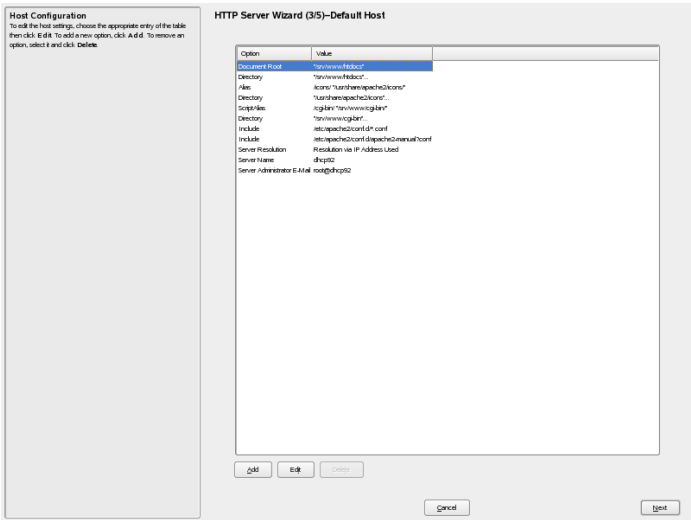 Host Configuration
To edit the host settings, choose the appropriate entry of the table
then click Edit. To add a new option, click Add. To remove an
option, select it and click Delete.
HTTP Server Wizard (3/5)--Default Host
Option Value
Document Root "/srv/www/htdocs"
Directory "/srv/www/htdocs"...
Alias /icons/ "/usr/share/apache2/icons/"
Directory "/usr/share/apache2/icons"...
ScriptAlias /cgi-bin/ "/srv/www/cgi-bin/"
Directory "/srv/www/cgi-bin"...
Include /etc/apache2/conf.d/*.conf
Include /etc/apache2/conf.d/apache2-manual?conf
Server Resolution Resolution via IP Address Used
Server Name dhcp92
Server Administrator E-Mail root@dhcp92
Add Edit Delete
Cancel Next